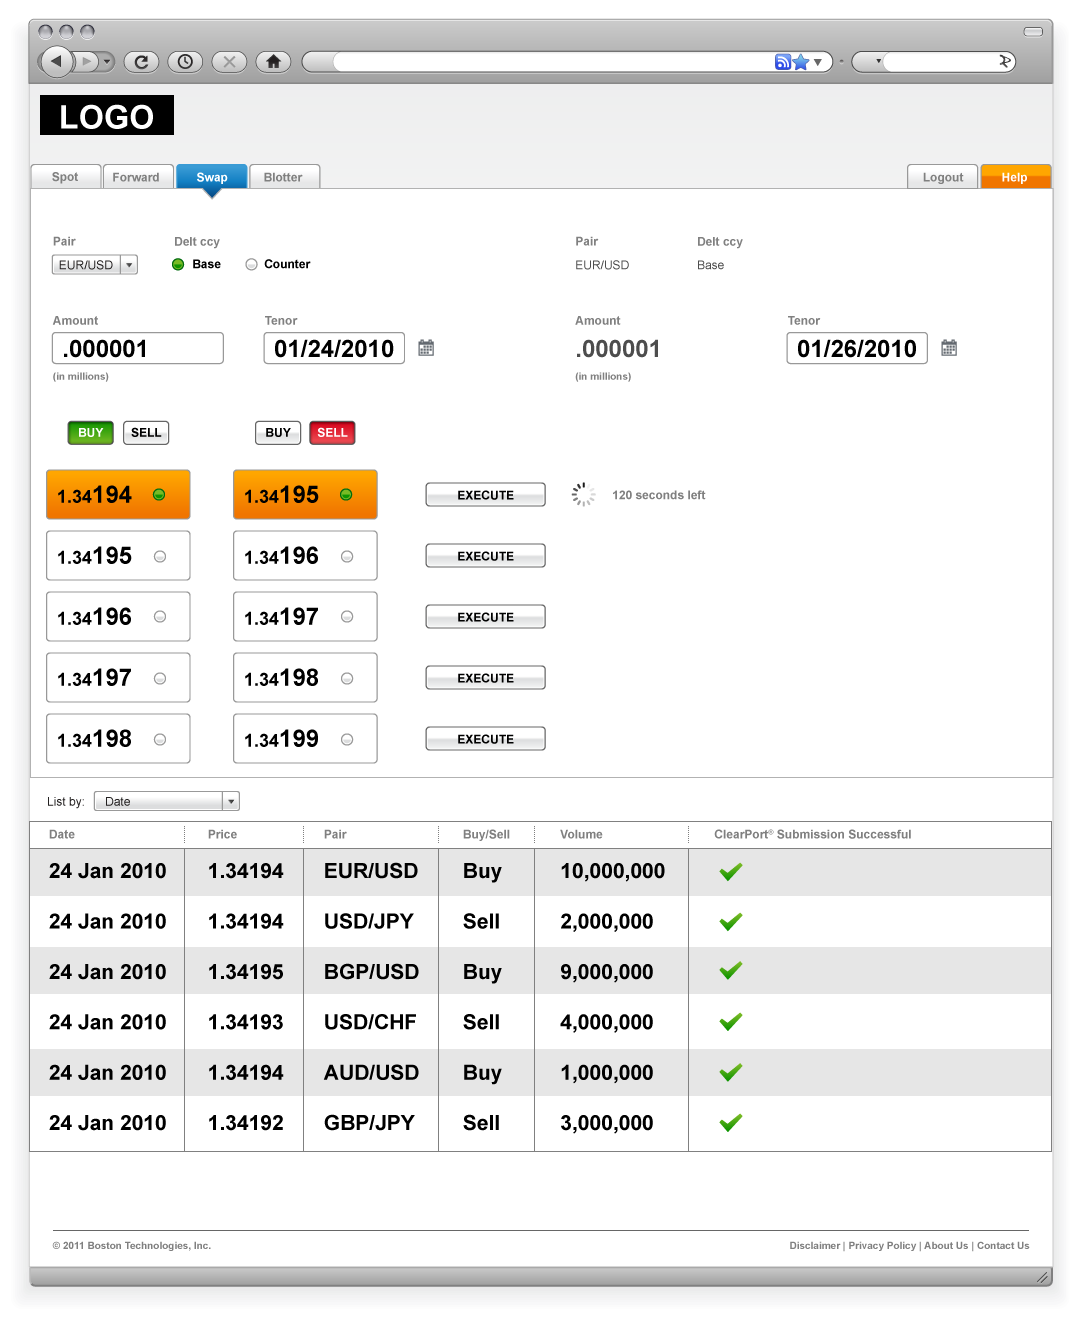 LOGO
Spot Forward Swap Blotter Logout Help
Pair Delt ccy Pair Delt ccy
EUR/USD Base Counter EUR/USD Base
Amount Tenor Amount Tenor
.000001 01/24/2010 .000001 01/26/2010
(in millions) (in millions)
BUY SELL BUY SELL
1.34194 1.34195 EXECUTE 120 seconds left
1.34195 1.34196 EXECUTE
1.34196 1.34197 EXECUTE
1.34197 1.34198 EXECUTE
1.34198 1.34199 EXECUTE
List by: Date
Date Price Pair Buy/Sell Volume ClearPort® Submission Successful
24 Jan 2010 1.34194 EUR/USD Buy 10,000,000
24 Jan 2010 1.34194 USD/JPY Sell 2,000,000
24 Jan 2010 1.34195 BGP/USD Buy 9,000,000
24 Jan 2010 1.34193 USD/CHF Sell 4,000,000
24 Jan 2010 1.34194 AUD/USD Buy 1,000,000
24 Jan 2010 1.34192 GBP/JPY Sell 3,000,000
© 2011 Boston Technologies, Inc. Disclaimer | Privacy Policy | About Us | Contact Us